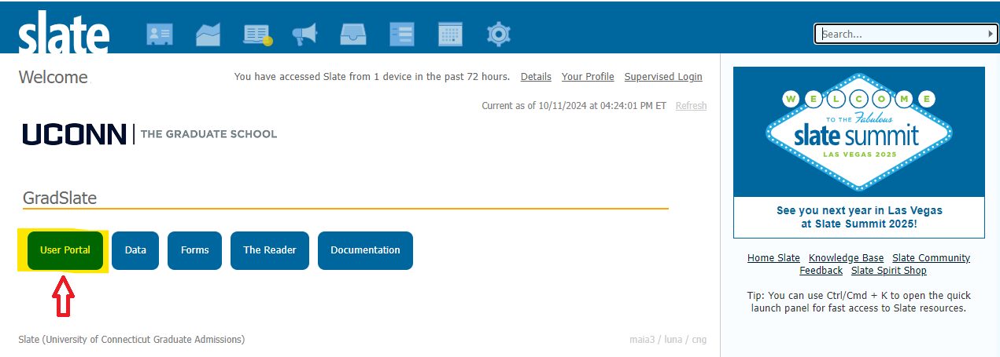 slate
Search...
Welcome
You have accessed Slate from 1 device in the past 72 hours. Details Your Profile Supervised Login
Current as of 10/11/2024 at 04:24:01 PM ET Refresh
UCONN | THE GRADUATE SCHOOL
GradSlate
User Portal
Data
Forms
The Reader
Documentation
Slate (University of Connecticut Graduate Admissions)
maia3 / luna / cng
WELCOME
TO THE Fabulous
slate summit
LAS VEGAS 2025
See you next year in Las Vegas
at Slate Summit 2025!
Home Slate Knowledge Base Slate Community
Feedback Slate Spirit Shop
Tip: You can use Ctrl/Cmd + K to open the quick
launch panel for fast access to Slate resources.